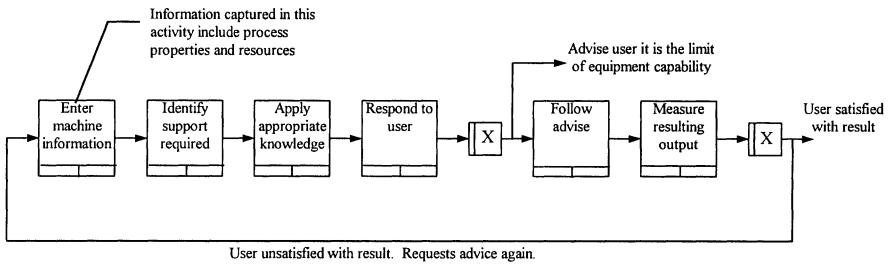 Information captured in this
activity include process
properties and resources
Advise user it is the limit
of equipment capability
Enter
machine
information
Identify
support
required
Apply
appropriate
knowledge
Respond to
user
X
Follow
advise
Measure
resulting
output
X
User satisfied
with result
User unsatisfied with result. Requests advice again.